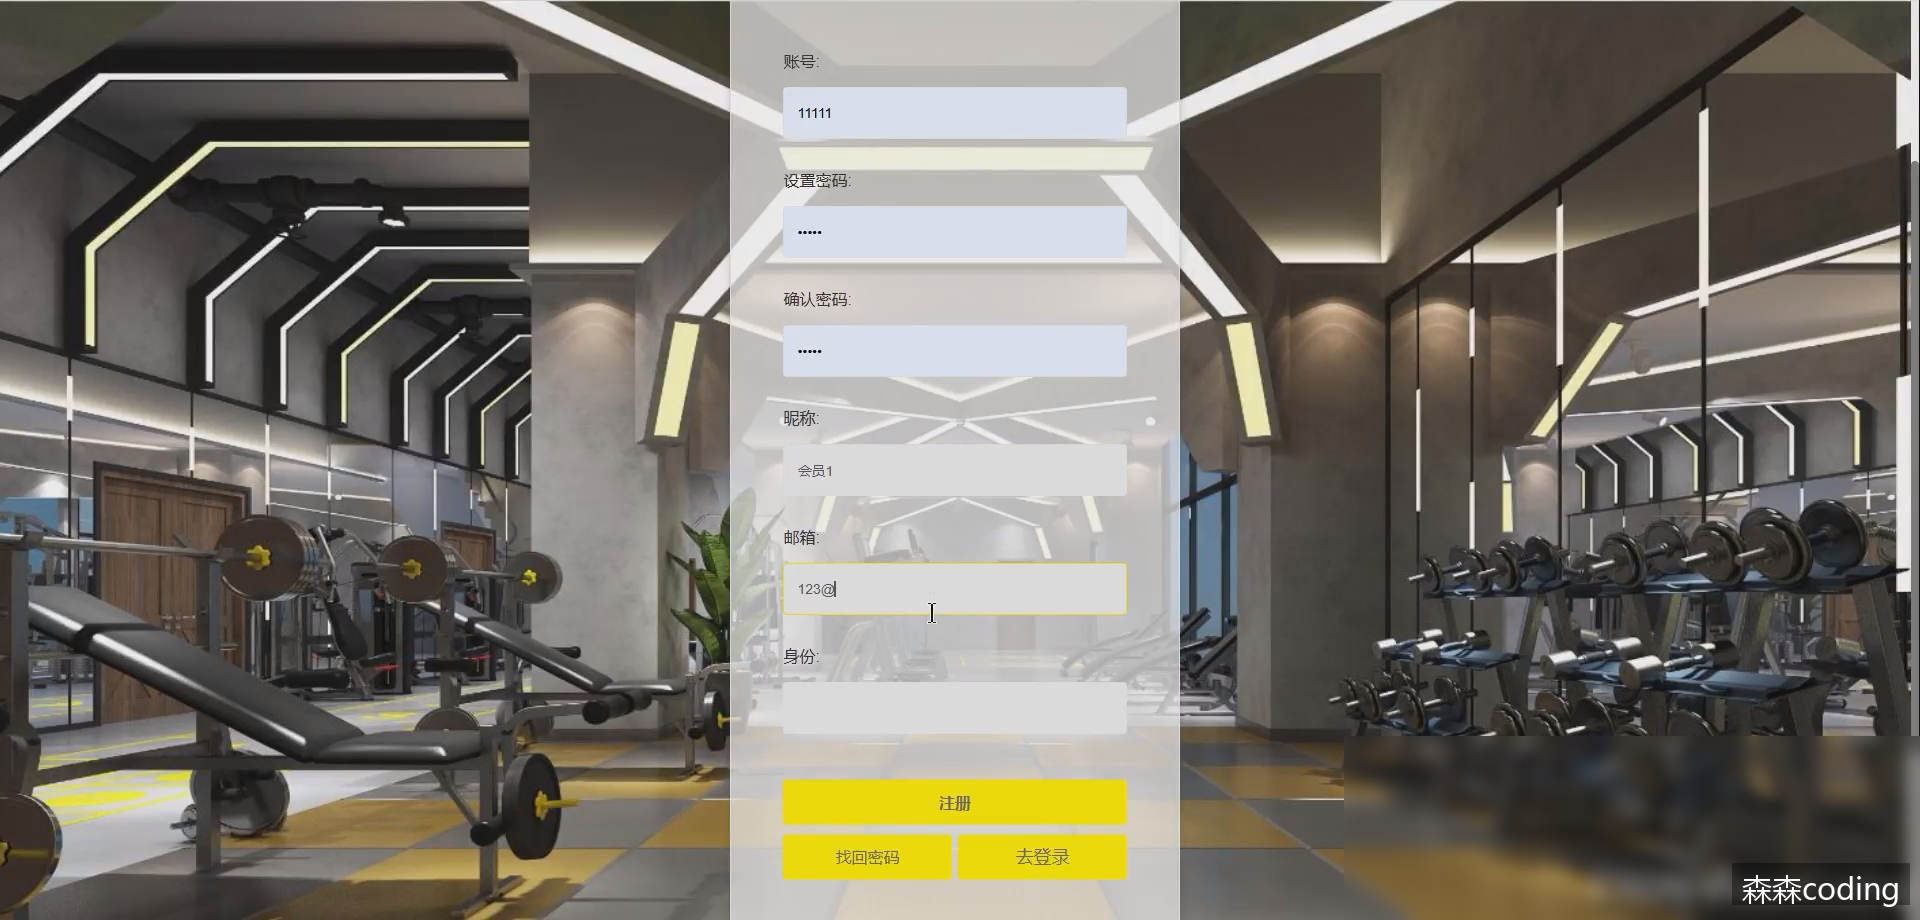 账号:
11111
设置密码:
•••••
确认密码:
•••••
昵称:
会员1
邮箱:
123@
身份:
注册
找回密码
去登录
森森coding